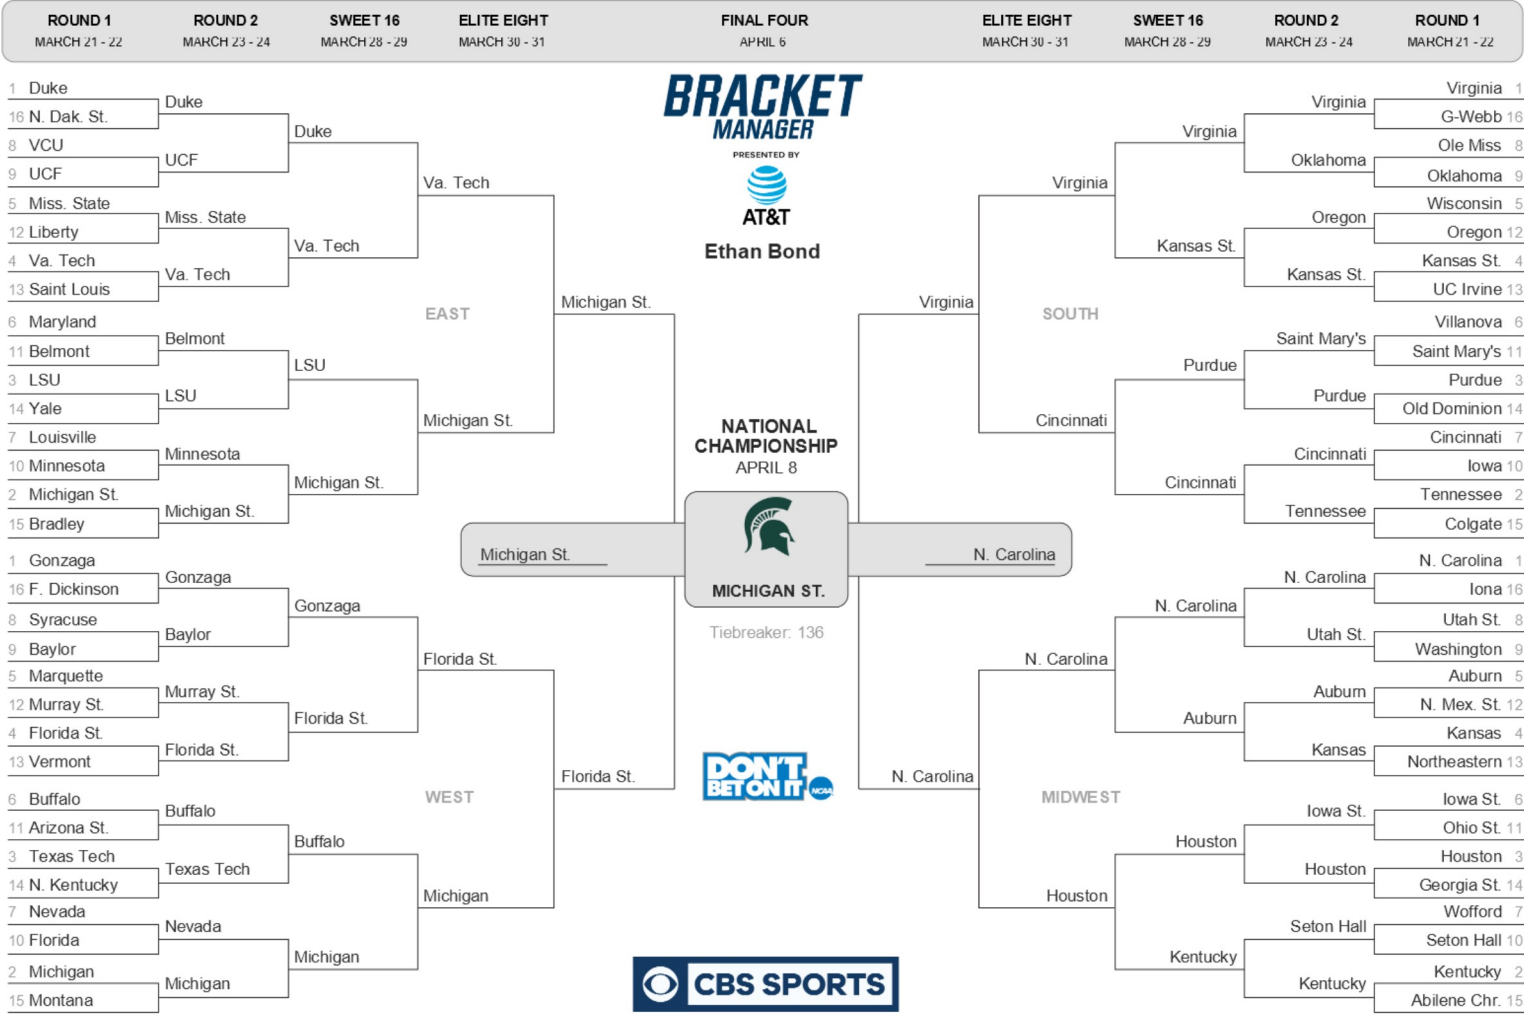 ROUND 1 ROUND 2 SWEET 16 ELITE EIGHT FINAL FOUR ELITE EIGHT SWEET 16 ROUND 2 ROUND 1
MARCH 21 - 22 MARCH 23 - 24 MARCH 28 - 29 MARCH 30 - 31 APRIL 6 MARCH 30 - 31 MARCH 28 - 29 MARCH 23 - 24 MARCH 21 - 22
1 Duke
16 N. Dak. St.
8 VCU
9 UCF
5 Miss. State
12 Liberty
4 Va. Tech
13 Saint Louis
6 Maryland
11 Belmont
3 LSU
14 Yale
7 Louisville
10 Minnesota
2 Michigan St.
15 Bradley
1 Gonzaga
16 F. Dickinson
8 Syracuse
9 Baylor
5 Marquette
12 Murray St.
4 Florida St.
13 Vermont
6 Buffalo
11 Arizona St.
3 Texas Tech
14 N. Kentucky
7 Nevada
10 Florida
2 Michigan
15 Montana
Duke
UCF
Miss. State
Va. Tech
Belmont
LSU
Minnesota
Michigan St.
Gonzaga
Baylor
Murray St.
Florida St.
Buffalo
Texas Tech
Nevada
Michigan
Duke
Va. Tech
LSU
Michigan St.
Gonzaga
Florida St.
Buffalo
Michigan
Va. Tech
EAST
Michigan St.
Florida St.
WEST
Michigan
Michigan St.
Florida St.
BRACKET
MANAGER
PRESENTED BY
AT&T
Ethan Bond
NATIONAL
CHAMPIONSHIP
APRIL 8
Michigan St.
MICHIGAN ST.
N. Carolina
Tiebreaker: 136
DON'T
BET ON IT
NCAA
CBS SPORTS
Virginia
N. Carolina
Virginia
SOUTH
Cincinnati
N. Carolina
MIDWEST
Houston
Virginia
Kansas St.
Purdue
Cincinnati
N. Carolina
Auburn
Houston
Kentucky
Virginia
Oklahoma
Oregon
Kansas St.
Saint Mary's
Purdue
Cincinnati
Tennessee
N. Carolina
Utah St.
Auburn
Kansas
Iowa St.
Houston
Seton Hall
Kentucky
Virginia 1
G-Webb 16
Ole Miss 8
Oklahoma 9
Wisconsin 5
Oregon 12
Kansas St. 4
UC Irvine 13
Villanova 6
Saint Mary's 11
Purdue 3
Old Dominion 14
Cincinnati 7
Iowa 10
Tennessee 2
Colgate 15
N. Carolina 1
Iona 16
Utah St. 8
Washington 9
Auburn 5
N. Mex. St. 12
Kansas 4
Northeastern 13
Iowa St. 6
Ohio St. 11
Houston 3
Georgia St. 14
Wofford 7
Seton Hall 10
Kentucky 2
Abilene Chr. 15